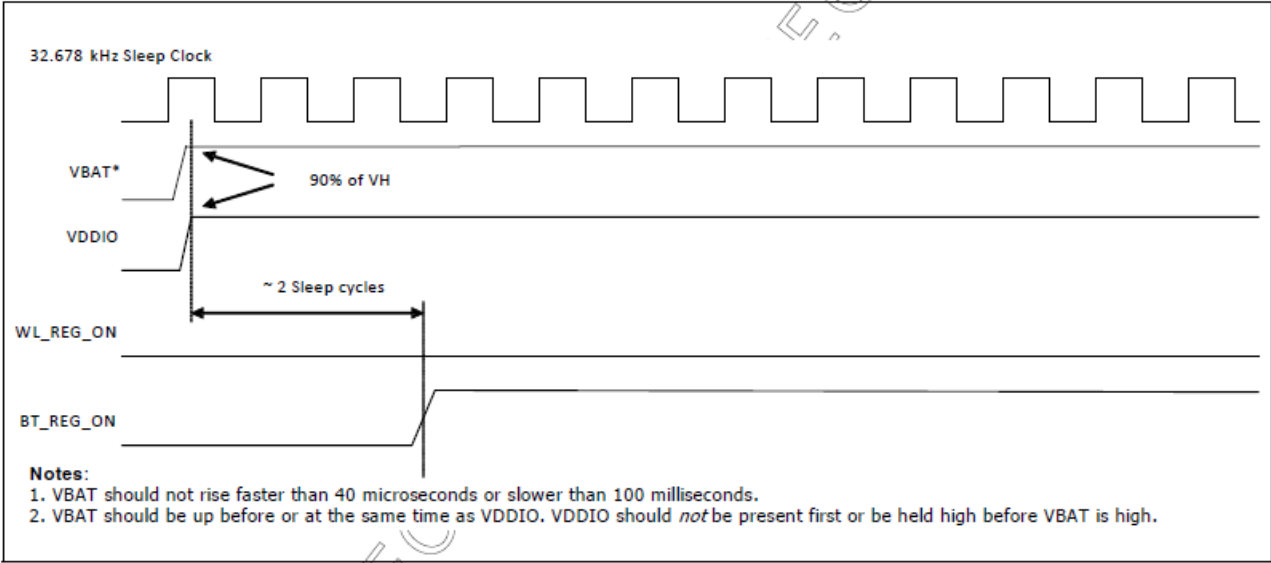 32.678 kHz Sleep Clock
VBAT*
90% of VH
VDDIO
~ 2 Sleep cycles
WL_REG_ON
BT_REG_ON
Notes:
1. VBAT should not rise faster than 40 microseconds or slower than 100 milliseconds.
2. VBAT should be up before or at the same time as VDDIO. VDDIO should not be present first or be held high before VBAT is high.